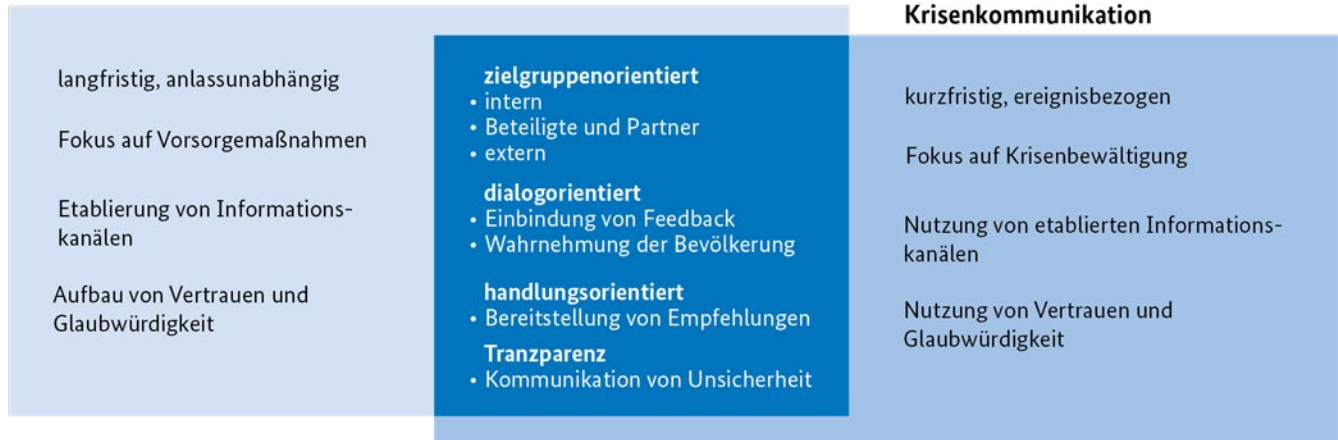 Krisenkommunikation
langfristig, anlassunabhängig
Fokus auf Vorsorgemaßnahmen
Etablierung von Informations-
kanälen
Aufbau von Vertrauen und
Glaubwürdigkeit
zielgruppenorientiert
• intern
• Beteiligte und Partner
• extern
dialogorientiert
• Einbindung von Feedback
• Wahrnehmung der Bevölkerung
handlungsorientiert
• Bereitstellung von Empfehlungen
Tranzparenz
• Kommunikation von Unsicherheit
kurzfristig, ereignisbezogen
Fokus auf Krisenbewältigung
Nutzung von etablierten Informations-
kanälen
Nutzung von Vertrauen und
Glaubwürdigkeit